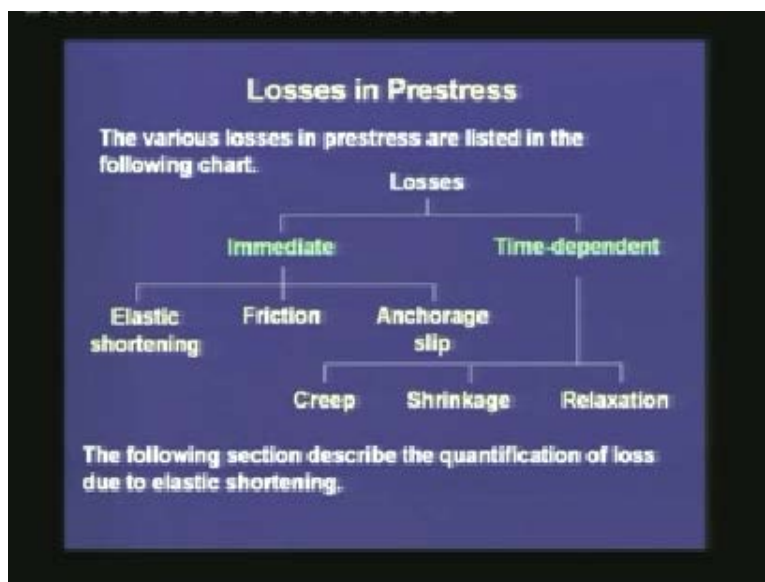 Losses in Prestress
The various losses in prestress are listed in the
following chart.
Losses
Immediate Time-dependent
Elastic Friction Anchorage
shortening slip
Creep Shrinkage Relaxation
The following section describe the quantification of loss
due to elastic shortening.